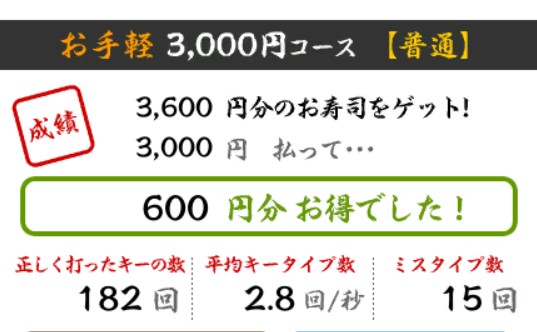 お手軽 3,000円コース 【普通】
成績
3,600 円分のお寿司をゲット!
3,000 円 払って…
600 円分 お得でした！
正しく打ったキーの数 平均キータイプ数 ミスタイプ数
182 回 2.8 回/秒 15 回